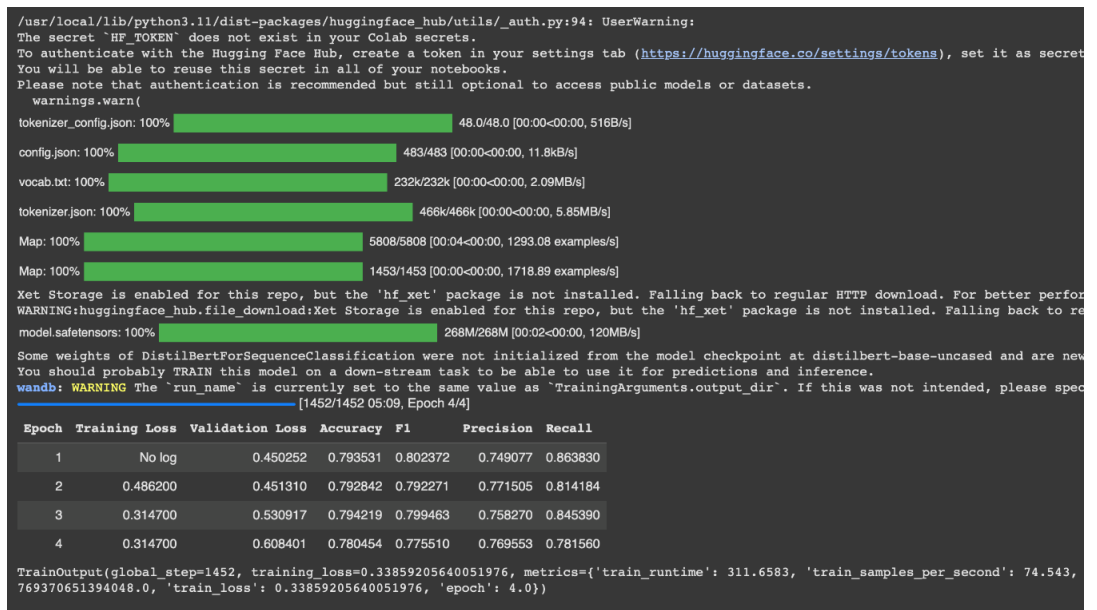 /usr/local/lib/python3.11/dist-packages/huggingface_hub/utils/_auth.py:94: UserWarning:
The secret `HF_TOKEN` does not exist in your Colab secrets.
To authenticate with the Hugging Face Hub, create a token in your settings tab (https://huggingface.co/settings/tokens), set it as secret
You will be able to reuse this secret in all of your notebooks.
Please note that authentication is recommended but still optional to access public models or datasets.
warnings.warn(
tokenizer_config.json: 100% 48.0/48.0 [00:00<00:00, 516B/s]
config.json: 100% 483/483 [00:00<00:00, 11.8kB/s]
vocab.txt: 100% 232k/232k [00:00<00:00, 2.09MB/s]
tokenizer.json: 100% 466k/466k [00:00<00:00, 5.85MB/s]
Map: 100% 5808/5808 [00:04<00:00, 1293.08 examples/s]
Map: 100% 1453/1453 [00:00<00:00, 1718.89 examples/s]
Xet Storage is enabled for this repo, but the 'hf_xet' package is not installed. Falling back to regular HTTP download. For better perfor
WARNING:huggingface_hub.file_download:Xet Storage is enabled for this repo, but the 'hf_xet' package is not installed. Falling back to re
model.safetensors: 100% 268M/268M [00:02<00:00, 120MB/s]
Some weights of DistilBertForSequenceClassification were not initialized from the model checkpoint at distilbert-base-uncased and are new
You should probably TRAIN this model on a down-stream task to be able to use it for predictions and inference.
wandb: WARNING The `run_name` is currently set to the same value as `TrainingArguments.output_dir`. If this was not intended, please spec
[1452/1452 05:09, Epoch 4/4]
Epoch Training Loss Validation Loss Accuracy F1 Precision Recall
1 No log 0.450252 0.793531 0.802372 0.749077 0.863830
2 0.486200 0.451310 0.792842 0.792271 0.771505 0.814184
3 0.314700 0.530917 0.794219 0.799463 0.758270 0.845390
4 0.314700 0.608401 0.780454 0.775510 0.769553 0.781560
TrainOutput(global_step=1452, training_loss=0.33859205640051976, metrics={'train_runtime': 311.6583, 'train_samples_per_second': 74.543,
769370651394048.0, 'train_loss': 0.33859205640051976, 'epoch': 4.0})